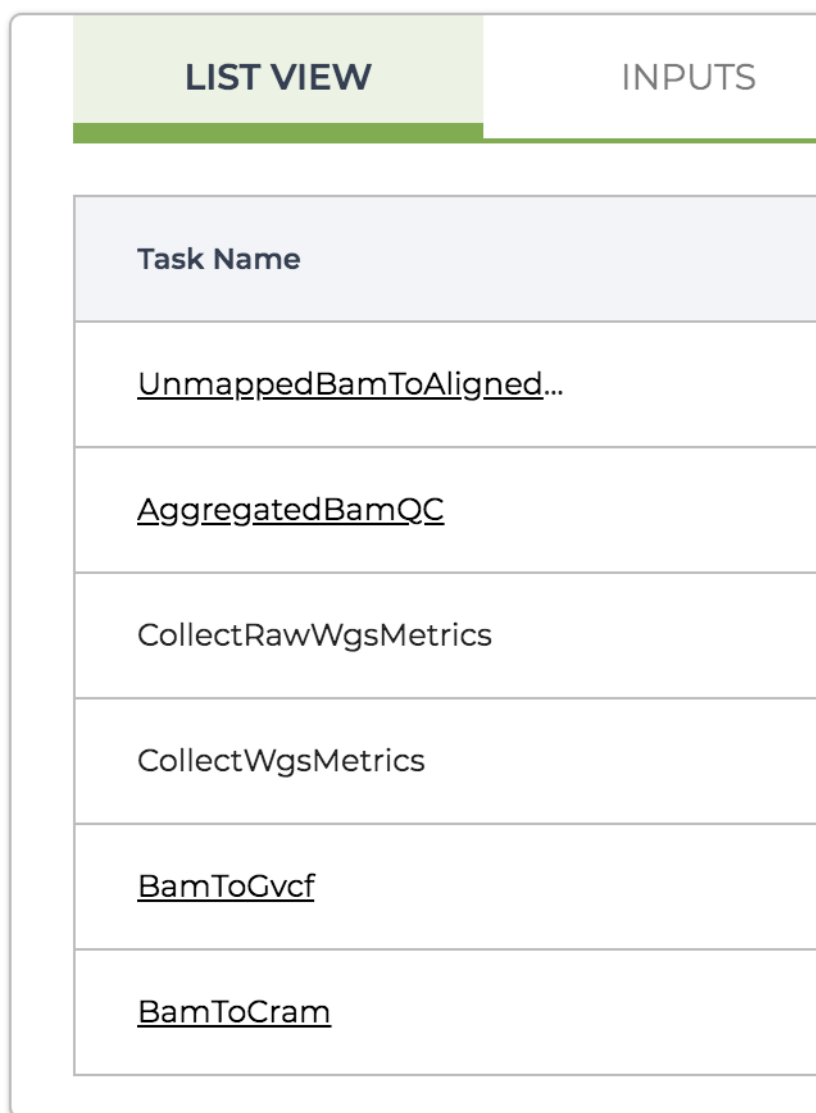 LIST VIEW INPUTS
Task Name
UnmappedBamToAligned...
AggregatedBamQC
CollectRawWgsMetrics
CollectWgsMetrics
BamToGvcf
BamToCram